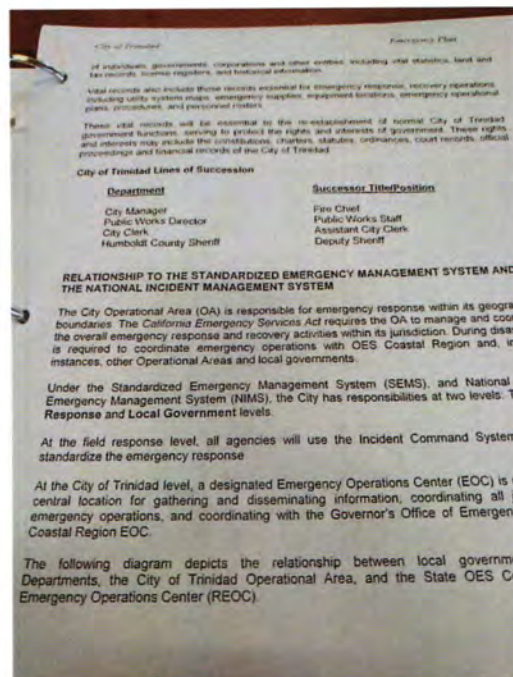 City of Trinidad Emergency Plan
of individuals, governments, corporations and other entities, including vital statistics, land and
tax records, license registers, and historical information.
Vital records also include those records essential for emergency response, recovery operations,
including utility system maps, emergency supplies, equipment locations, emergency operational
plans, procedures, and personnel rosters.
These vital records will be essential to the re-establishment of normal City of Trinidad
government functions, serving to protect the rights and interests of government. These rights
and interests may include the constitutions, charters, statutes, ordinances, court records, official
proceedings and financial records of the City of Trinidad.
City of Trinidad Lines of Succession
Department Successor Title/Position
City Manager Fire Chief
Public Works Director Public Works Staff
City Clerk Assistant City Clerk
Humboldt County Sheriff Deputy Sheriff
RELATIONSHIP TO THE STANDARDIZED EMERGENCY MANAGEMENT SYSTEM AND
THE NATIONAL INCIDENT MANAGEMENT SYSTEM
The City Operational Area (OA) is responsible for emergency response within its geogra
boundaries. The California Emergency Services Act requires the OA to manage and coor
the overall emergency response and recovery activities within its jurisdiction. During disas
is required to coordinate emergency operations with OES Coastal Region and, in
instances, other Operational Areas and local governments.
Under the Standardized Emergency Management System (SEMS), and National
Emergency Management System (NIMS), the City has responsibilities at two levels:
Response and Local Government levels.
At the field response level, all agencies will use the Incident Command System
standardize the emergency response
At the City of Trinidad level, a designated Emergency Operations Center (EOC) is
central location for gathering and disseminating information, coordinating all
emergency operations, and coordinating with the Governor's Office of Emergen
Coastal Region EOC.
The following diagram depicts the relationship between local governme
Departments, the City of Trinidad Operational Area, and the State OES Co
Emergency Operations Center (REOC).